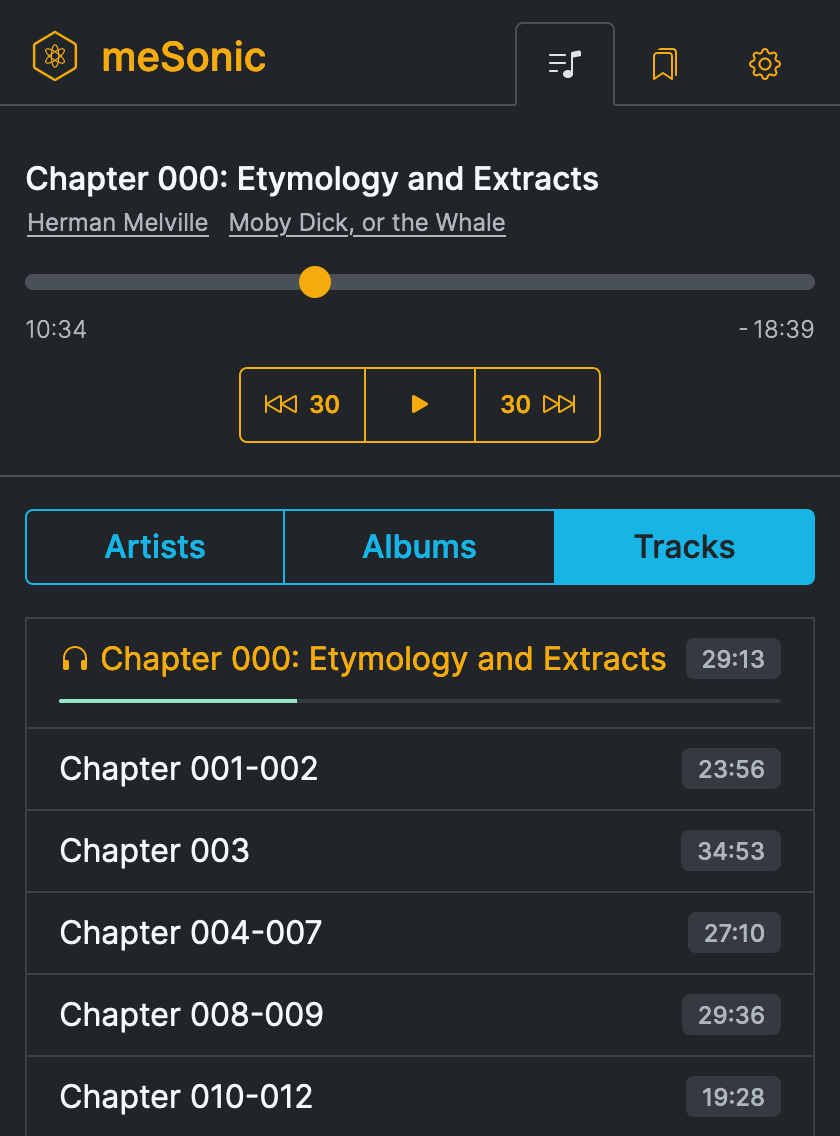 meSonic
Chapter 000: Etymology and Extracts
Herman Melville Moby Dick, or the Whale
10:34 - 18:39
30 30
Artists Albums Tracks
Chapter 000: Etymology and Extracts 29:13
Chapter 001-002 23:56
Chapter 003 34:53
Chapter 004-007 27:10
Chapter 008-009 29:36
Chapter 010-012 19:28